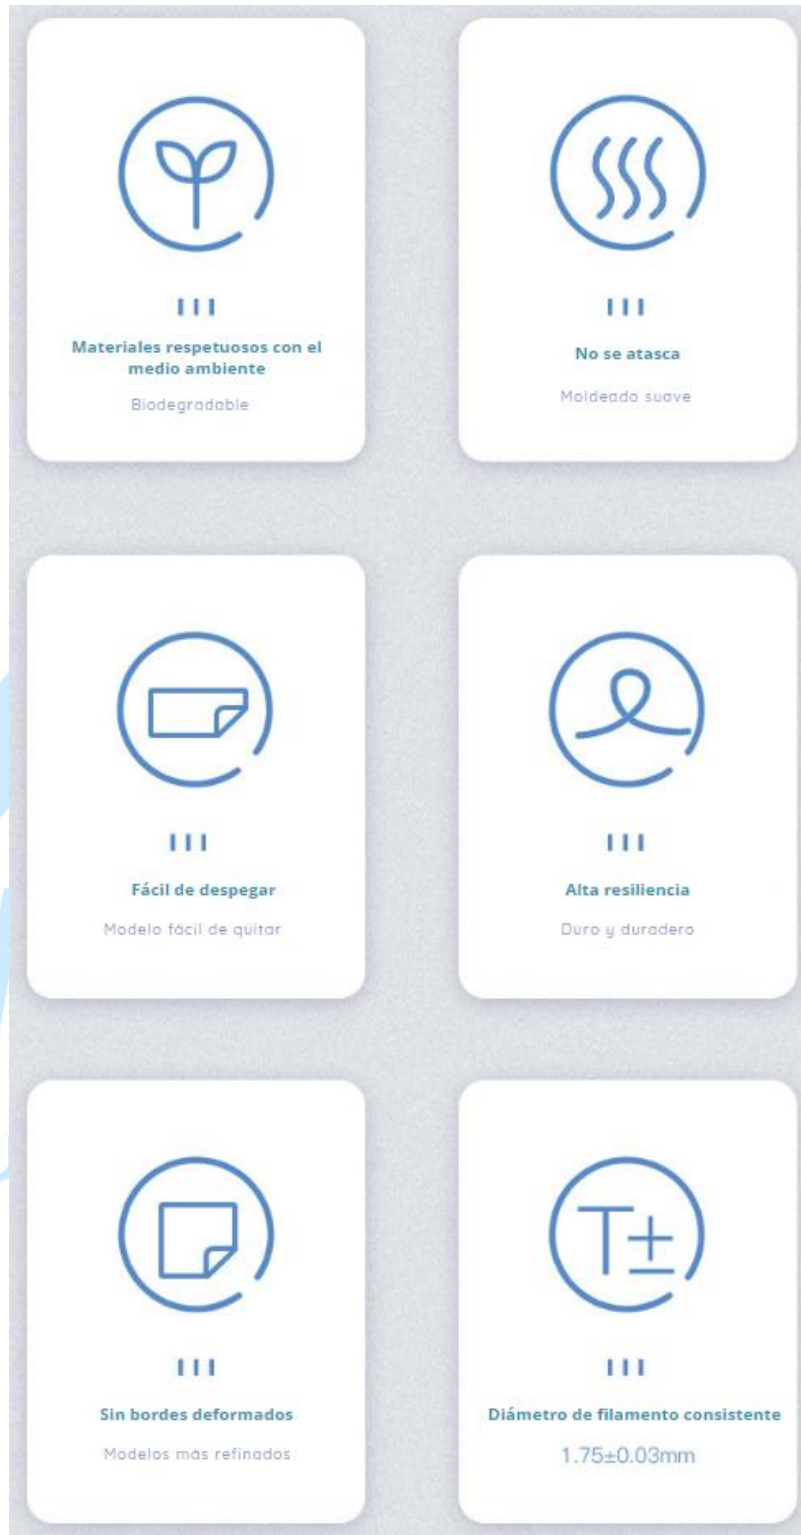 Materiales respetuosos con el
medio ambiente
Biodegradable
No se atasca
Moldeado suave
Fácil de despegar
Modelo fácil de quitar
Alta resiliencia
Duro y duradero
Sin bordes deformados
Modelos más refinados
T±
Diámetro de filamento consistente
1.75±0.03mm